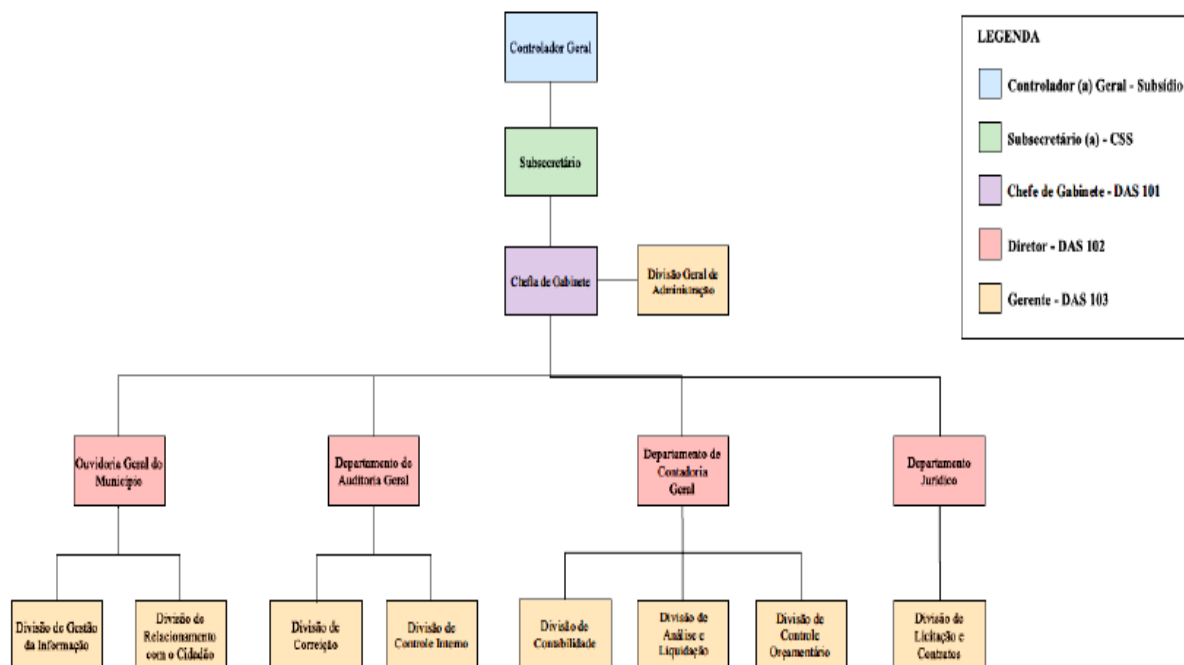 Controlador Geral
Subsecretário
Chefia de Gabinete
Divisão Geral de
Administração
LEGENDA
Controlador (a) Geral - Subsídio
Subsecretário (a) - CSS
Chefe de Gabinete - DAS 101
Diretor - DAS 102
Gerente - DAS 103
Ouvidoria Geral do
Município
Departamento de
Auditoria Geral
Departamento de
Contadoria
Geral
Departamento
Jurídico
Divisão de Gestão
da Informação
Divisão de
Relacionamento
com o Cidadão
Divisão de
Correição
Divisão de
Controle Interno
Divisão de
Contabilidade
Divisão de
Análise e
Liquidação
Divisão de
Controle
Orçamentário
Divisão de
Licitação e
Contratos